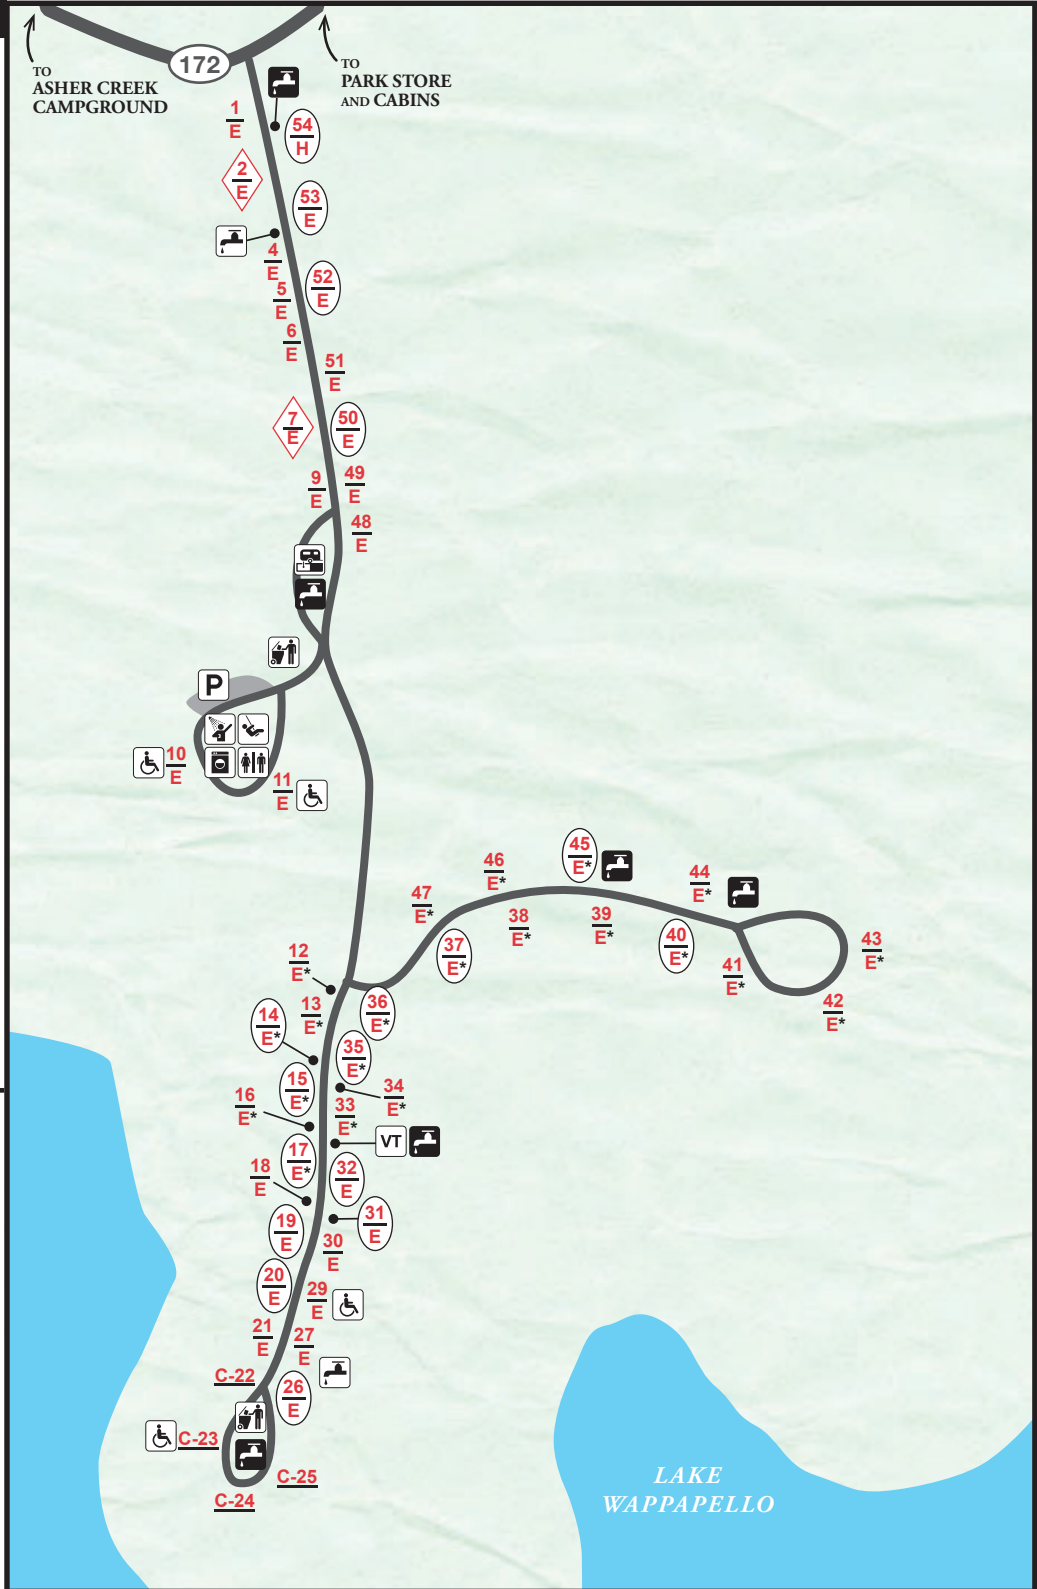 172
TO
ASHER CREEK
CAMPGROUND
TO
PARK STORE
AND CABINS
1
E
54
H
2
E
53
E
4
E
52
E
5
E
6
E
51
E
7
E
50
E
9
E
49
E
48
E
P
10
E
11
E
45
E*
46
E*
44
E*
47
E*
38
E*
39
E*
40
E*
37
E*
43
E*
41
E*
42
E*
12
E*
13
E*
36
E*
14
E*
35
E*
15
E*
34
E*
16
E*
33
E*
VT
17
E*
32
E
18
E
31
E
19
E
30
E
20
E
29
E
21
E
27
E
C-22
26
E
C-23
C-25
C-24
LAKE
WAPPAPELLO